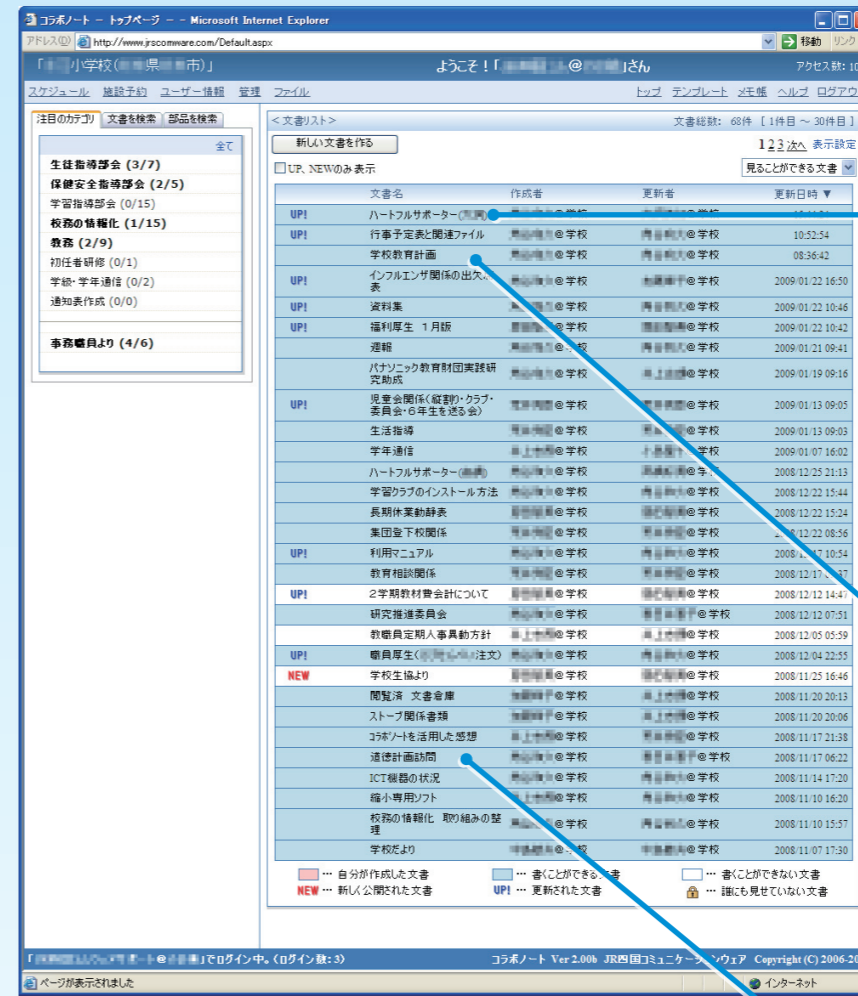 コラボノート － トップページ － － Microsoft Internet Explorer
アドレス(D) http://www.jrscomware.com/Default.aspx 移動 リンク
「 小学校( 県 市)」 ようこそ！「 @ 」さん アクセス数: 10
スケジュール 施設予約 ユーザー情報 管理 ファイル トップ テンプレート メモ帳 ヘルプ ログアウ
注目のカテゴリ 文書を検索 部品を検索
全て
生徒指導部会 (3/7)
保健安全指導部会 (2/5)
学習指導部会 (0/15)
校務の情報化 (1/15)
教務 (2/9)
初任者研修 (0/1)
学級・学年通信 (0/2)
通知表作成 (0/0)
事務職員より (4/6)
<文書リスト> 文書総数: 68件 [ 1件目 ～ 30件目 ]
新しい文書を作る 1 2 3 次へ 表示設定
UP、NEWのみ表示 見ることができる文書
文書名 作成者 更新者 更新日時 ▼
UP! ハートフルサポーター( ) @学校
UP! 行事予定表と関連ファイル @学校 @学校 10:52:54
学校教育計画 @学校 @学校 08:36:42
UP! インフルエンザ関係の出欠 @学校 @学校 2009/01/22 16:50
表
UP! 資料集 @学校 @学校 2009/01/22 10:46
UP! 福利厚生 1月版 @学校 @学校 2009/01/22 10:42
週報 @学校 @学校 2009/01/21 09:41
パナソニック教育財団実践研 @学校 @学校 2009/01/19 09:16
究助成
UP! 児童会関係(縦割り・クラブ・ @学校 @学校 2009/01/13 09:05
委員会・6年生を送る会)
生活指導 @学校 @学校 2009/01/13 09:03
学年通信 @学校 学校 2009/01/07 16:02
ハートフルサポーター( ) @学校 @学 2008/12/25 21:13
学習クラブのインストール方法 @学校 @学校 2008/12/22 15:44
長期休業動静表 @学校 @学校 2008/12/22 15:24
集団登下校関係 @学校 @学校 /12/22 08:56
UP! 利用マニュアル @学校 @学校 2008/ 17 10:54
教育相談関係 @学校 @学校 2008/12/17 37
UP! 2学期教材費会計について @学校 @学校 2008/12/12 14:47
研究推進委員会 @学校 @学校 2008/12/12 07:51
教職員定期人事異動方針 @学校 @学校 2008/12/05 05:59
UP! 職員厚生( 注文) @学校 @学校 2008/12/04 22:55
NEW 学校生協より @学校 @学校 2008/11/25 16:46
閲覧済 文書倉庫 @学校 @学校 2008/11/20 20:13
ストーブ関係書類 @学校 @学校 2008/11/20 20:06
コラボノートを活用した感想 @学校 @学校 2008/11/17 21:38
道徳計画訪問 @学校 @学校 2008/11/17 06:22
ICT機器の状況 @学校 @学校 2008/11/14 17:20
縮小専用ソフト @学校 @学校 2008/11/10 16:20
校務の情報化 取り組みの整 @学校 @学校 2008/11/10 15:57
理
学校だより @ 校 @学校 2008/11/07 17:30
… 自分が作成した文書 … 書くことができる文書 … 書くことができない文書
NEW … 新しく公開された文書 UP! … 更新された文書 … 誰にも見せていない文書
「 @ 」でログイン中。(ログイン数: 3) コラボノート Ver 2.00b JR四国コミュニケーションウェア Copyright (C) 2006-20
ページが表示されました インターネット